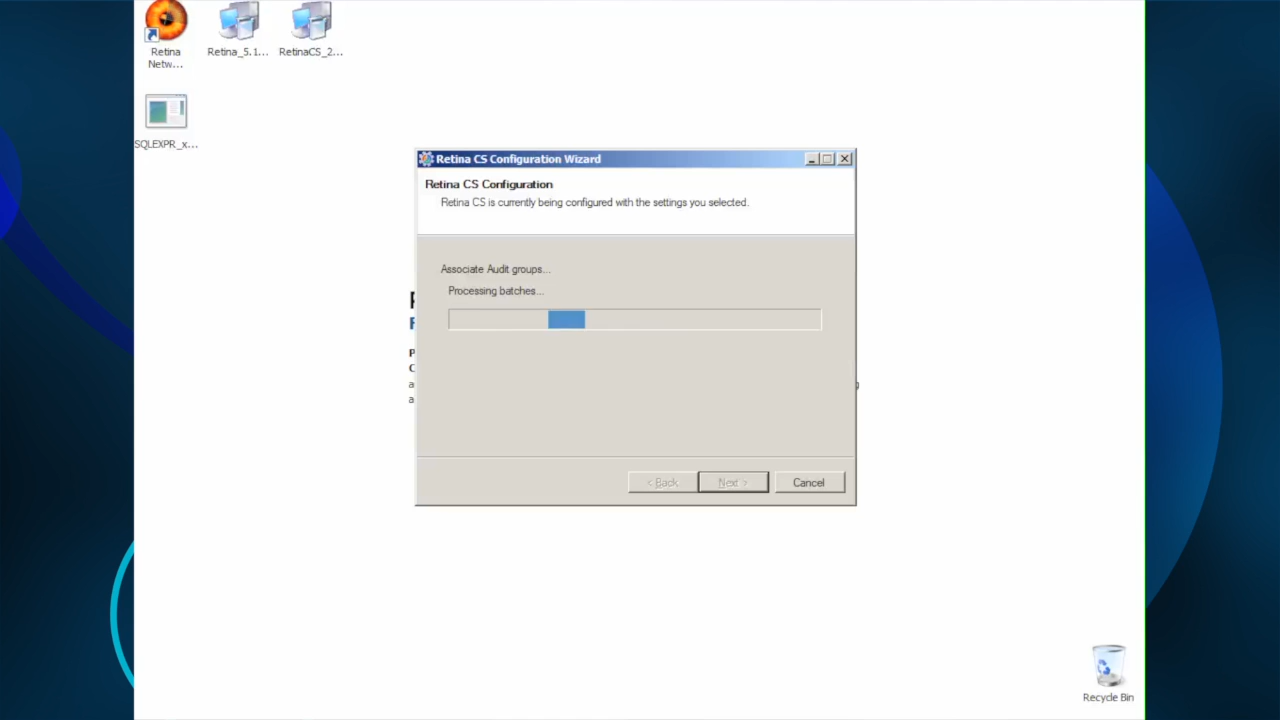 Retina
Netw...
Retina_5.1...
RetinaCS_2...
SQLEXPR_x...
Retina CS Configuration Wizard
Retina CS Configuration
Retina CS is currently being configured with the settings you selected.
Associate Audit groups...
Processing batches...
< Back
Next >
Cancel
Recycle Bin